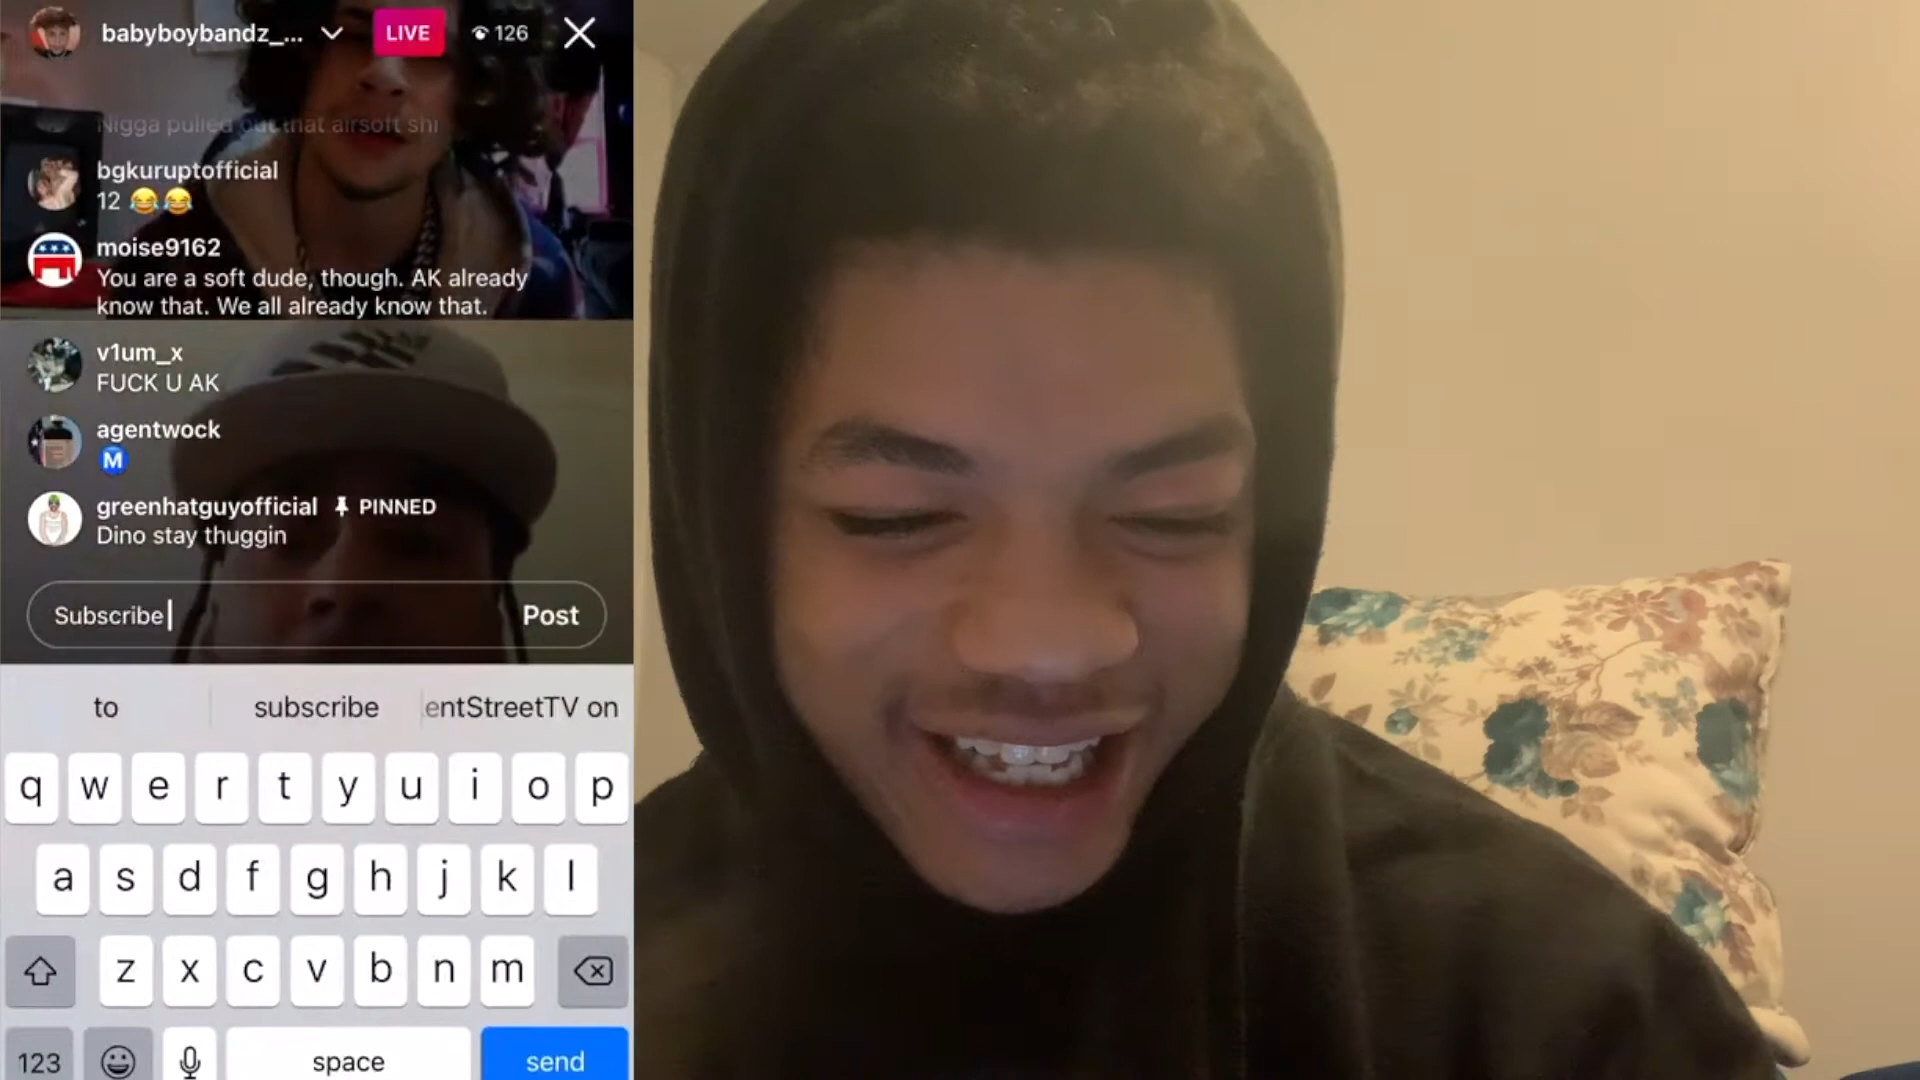 babyboybandz_...
LIVE
126
Nigga pulled out that airsoft shi
bgkuruptofficial
12 😂😂
moise9162
You are a soft dude, though. AK already
know that. We all already know that.
v1um_x
FUCK U AK
agentwock
Ⓜ️
greenhatguyofficial PINNED
Dino stay thuggin
Subscribe Post
to subscribe entStreetTV on
q w e r t y u i o p
a s d f g h j k l
z x c v b n m
123 space send